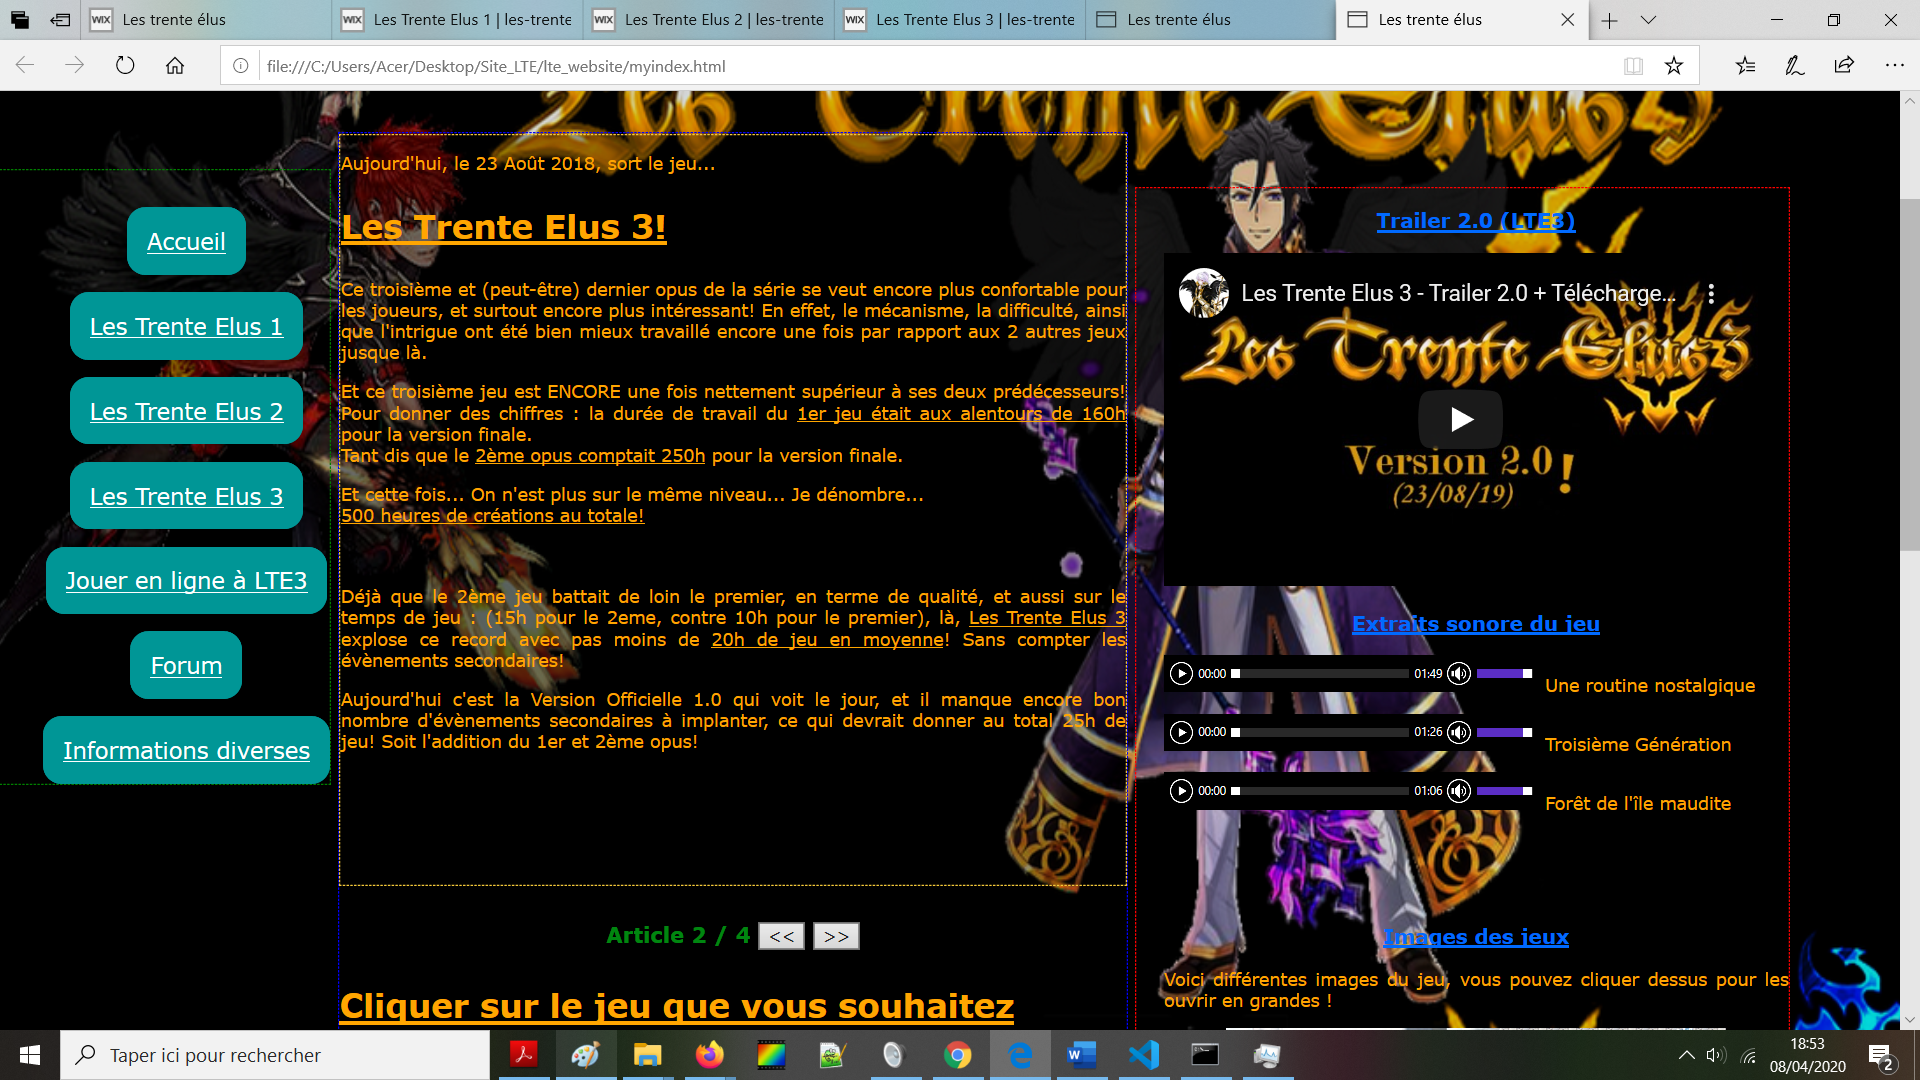 Les trente élus
Les Trente Elus 1 | les-trente
Les Trente Elus 2 | les-trente
Les Trente Elus 3 | les-trente
Les trente élus
Les trente élus
file:///C:/Users/Acer/Desktop/Site_LTE/lte_website/myindex.html
Les Trente Elus3
Accueil
Les Trente Elus 1
Les Trente Elus 2
Les Trente Elus 3
Jouer en ligne à LTE3
Forum
Informations diverses
Aujourd'hui, le 23 Août 2018, sort le jeu...
Les Trente Elus 3!
Ce troisième et (peut-être) dernier opus de la série se veut encore plus confortable pour
les joueurs, et surtout encore plus intéressant! En effet, le mécanisme, la difficulté, ainsi
que l'intrigue ont été bien mieux travaillé encore une fois par rapport aux 2 autres jeux
jusque là.
Et ce troisième jeu est ENCORE une fois nettement supérieur à ses deux prédécesseurs!
Pour donner des chiffres : la durée de travail du 1er jeu était aux alentours de 160h
pour la version finale.
Tant dis que le 2ème opus comptait 250h pour la version finale.
Et cette fois... On n'est plus sur le même niveau... Je dénombre...
500 heures de créations au totale!
Déjà que le 2ème jeu battait de loin le premier, en terme de qualité, et aussi sur le
temps de jeu : (15h pour le 2eme, contre 10h pour le premier), là, Les Trente Elus 3
explose ce record avec pas moins de 20h de jeu en moyenne! Sans compter les
évènements secondaires!
Aujourd'hui c'est la Version Officielle 1.0 qui voit le jour, et il manque encore bon
nombre d'évènements secondaires à implanter, ce qui devrait donner au total 25h de
jeu! Soit l'addition du 1er et 2ème opus!
Article 2 / 4 << >>
Cliquer sur le jeu que vous souhaitez
Trailer 2.0 (LTE3)
Les Trente Elus 3 - Trailer 2.0 + Télécharge...
Les Trente Elus3
Version 2.0 !
(23/08/19)
Extraits sonore du jeu
00:00 01:49 Une routine nostalgique
00:00 01:26 Troisième Génération
00:00 01:06 Forêt de l'île maudite
Images des jeux
Voici différentes images du jeu, vous pouvez cliquer dessus pour les
ouvrir en grandes !
Taper ici pour rechercher
18:53
08/04/2020
2